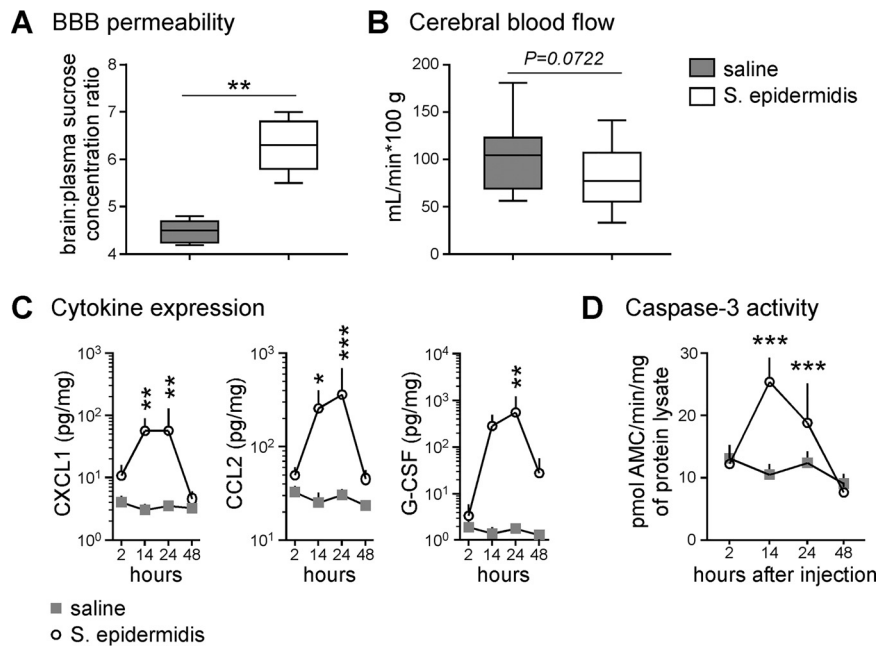 A BBB permeability
brain:plasma sucrose
concentration ratio
8
7
6
5
4
**
B Cerebral blood flow
mL/min*100 g
200
150
100
50
0
P=0.0722
saline
S. epidermidis
C Cytokine expression
CXCL1 (pg/mg)
10³
10²
10¹
10⁰
**
**
2 14 24 48
hours
CCL2 (pg/mg)
10³
10²
10¹
*
***
2 14 24 48
hours
G-CSF (pg/mg)
10⁴
10³
10²
10¹
10⁰
**
2 14 24 48
hours
saline
S. epidermidis
D Caspase-3 activity
pmol AMC/min/mg
of protein lysate
30
20
10
0
***
***
2 14 24 48
hours after injection